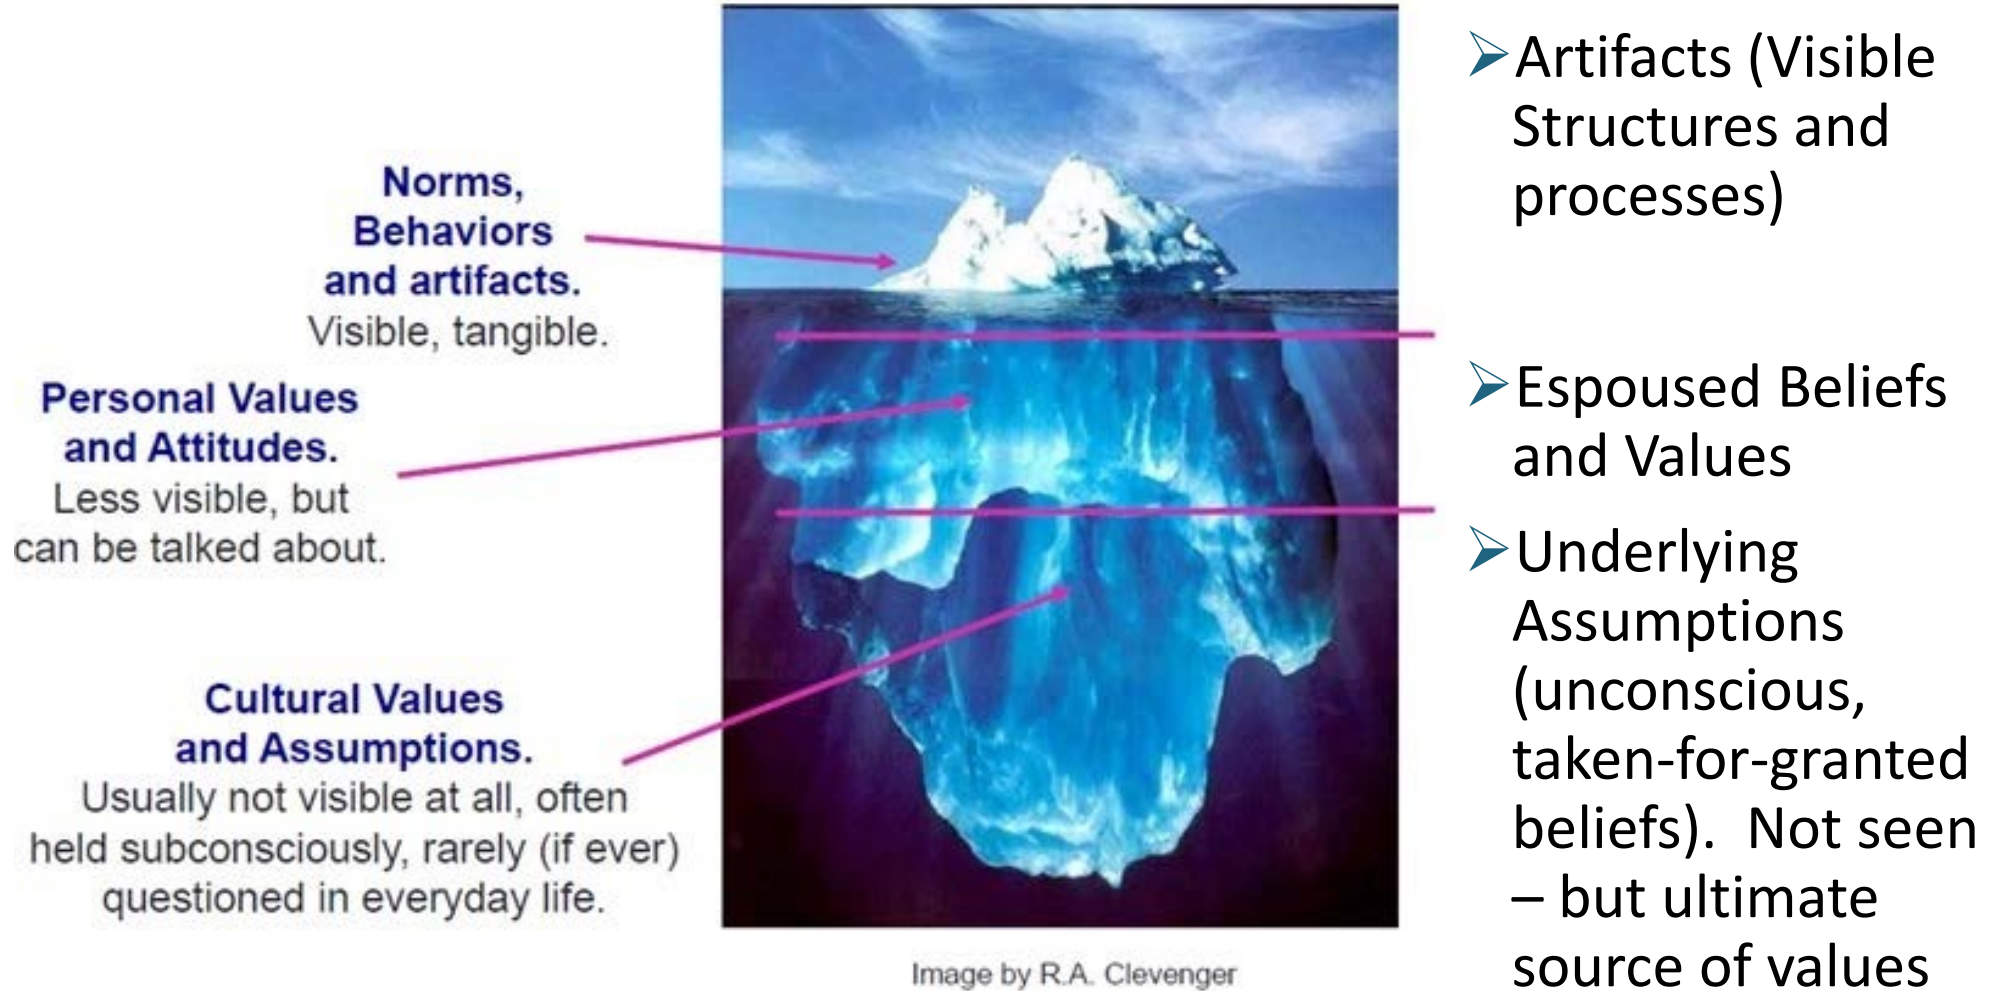 Norms,
Behaviors
and artifacts.
Visible, tangible.
Personal Values
and Attitudes.
Less visible, but
can be talked about.
Cultural Values
and Assumptions.
Usually not visible at all, often
held subconsciously, rarely (if ever)
questioned in everyday life.
Image by R.A. Clevenger
Artifacts (Visible
Structures and
processes)
Espoused Beliefs
and Values
Underlying
Assumptions
(unconscious,
taken-for-granted
beliefs).  Not seen
– but ultimate
source of values